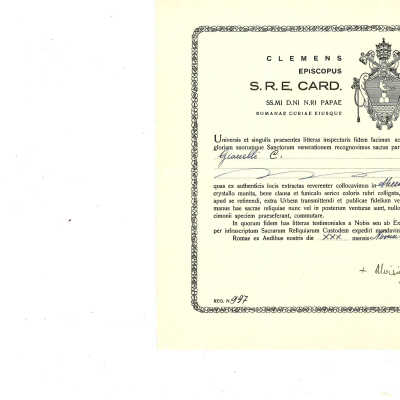 CLEMENS
EPISCOPUS
S. R. E. CARD.
SS.MI D.NI N.RI PAPAE
ROMANAE CURIAE EIUSQUE
Universis et singulis praesentes litteras inspecturis fidem facimus
gloriam suorumque Sanctorum venerationem recognovimus sacras par
Gianelli C.
quas ex authenticis locis extractas reverenter collocavimus in
crystallo munita, bene clausa et funiculo serico coloris rubri colligata,
apud se retinendi, extra Urbem transmittendi et publicae fidelium ve
maneis has sacras reliquias nunc vel in posterum venturae sunt, nullo
cimonii speciem praeseferant, commutare.
In quorum fidem has litteras testimoniales a Nobis seu ab Ex
per infrascriptum Sacrarum Reliquiarum Custodem expediri mandavimus
Romae ex Aedibus nostris die XXX mensis
REG. N. 997